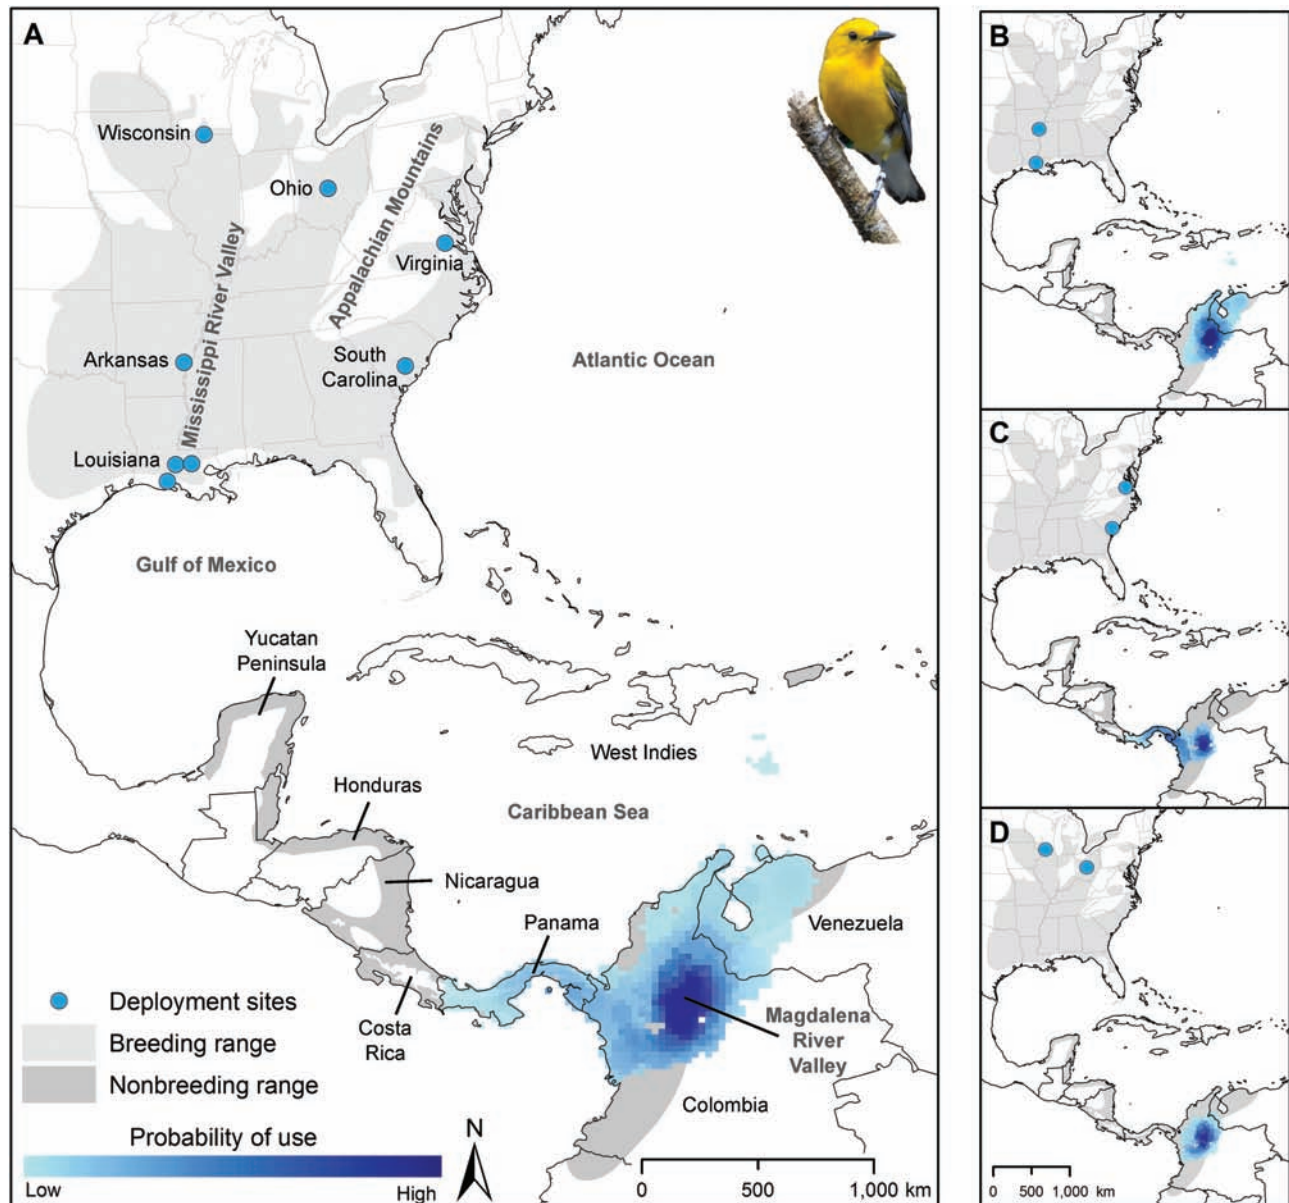 A
Wisconsin
Ohio
Appalachian Mountains
Mississippi River Valley
Virginia
Arkansas
South
Carolina
Atlantic Ocean
Louisiana
Gulf of Mexico
Yucatan
Peninsula
West Indies
Honduras
Caribbean Sea
Nicaragua
Panama
Venezuela
Costa
Rica
Magdalena
River
Valley
Colombia
Deployment sites
Breeding range
Nonbreeding range
Probability of use
Low
High
N
0 500 1,000 km
B
C
D
0 500 1,000 km